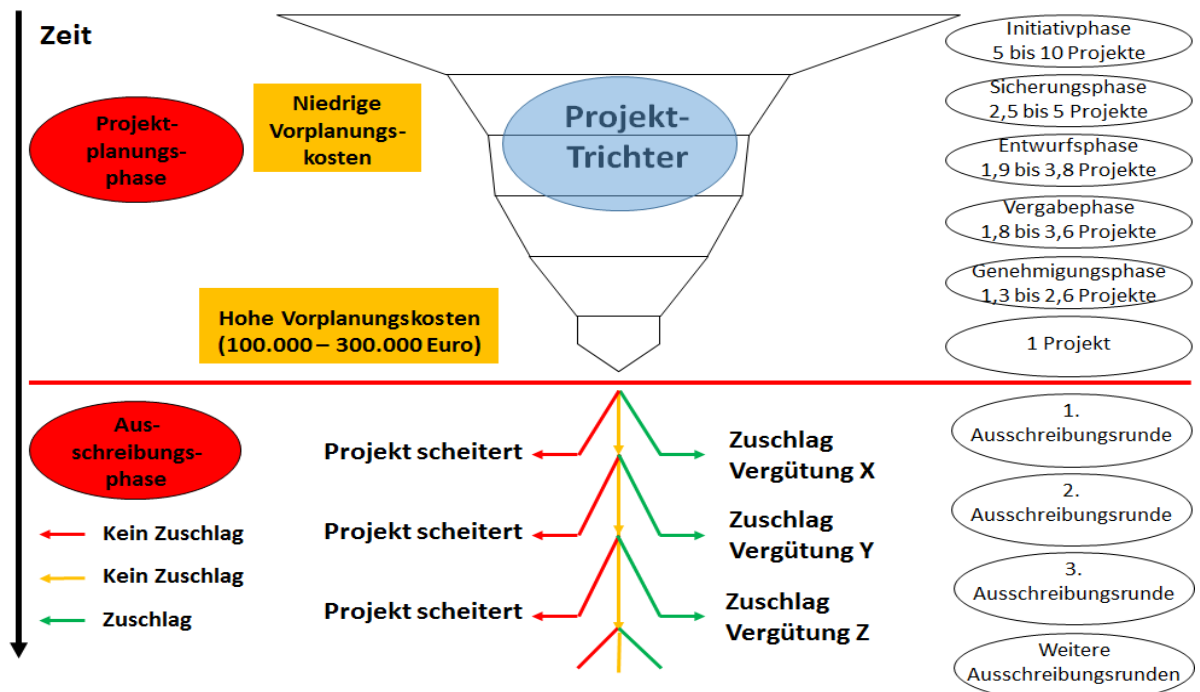 Zeit
Projekt-
planungs-
phase
Niedrige
Vorplanungs-
kosten
Projekt-
Trichter
Hohe Vorplanungskosten
(100.000 – 300.000 Euro)
Initiativphase
5 bis 10 Projekte
Sicherungsphase
2,5 bis 5 Projekte
Entwurfsphase
1,9 bis 3,8 Projekte
Vergabephase
1,8 bis 3,6 Projekte
Genehmigungsphase
1,3 bis 2,6 Projekte
1 Projekt
Aus-
schreibungs-
phase
Kein Zuschlag
Kein Zuschlag
Zuschlag
Projekt scheitert
Projekt scheitert
Projekt scheitert
Zuschlag
Vergütung X
Zuschlag
Vergütung Y
Zuschlag
Vergütung Z
1.
Ausschreibungsrunde
2.
Ausschreibungsrunde
3.
Ausschreibungsrunde
Weitere
Ausschreibungsrunden